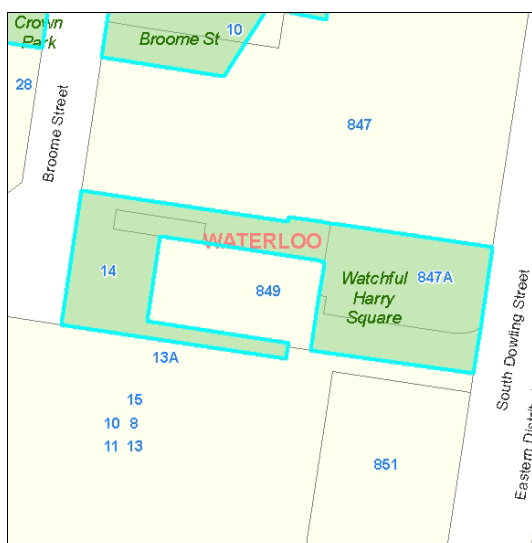 Crown
Park
Broome St
10
28
Broome Street
847
WATERLOO
14
849
Watchful
Harry
Square
847A
South Dowling Street
13A
15
10 8
11 13
851
Eastern Distrib